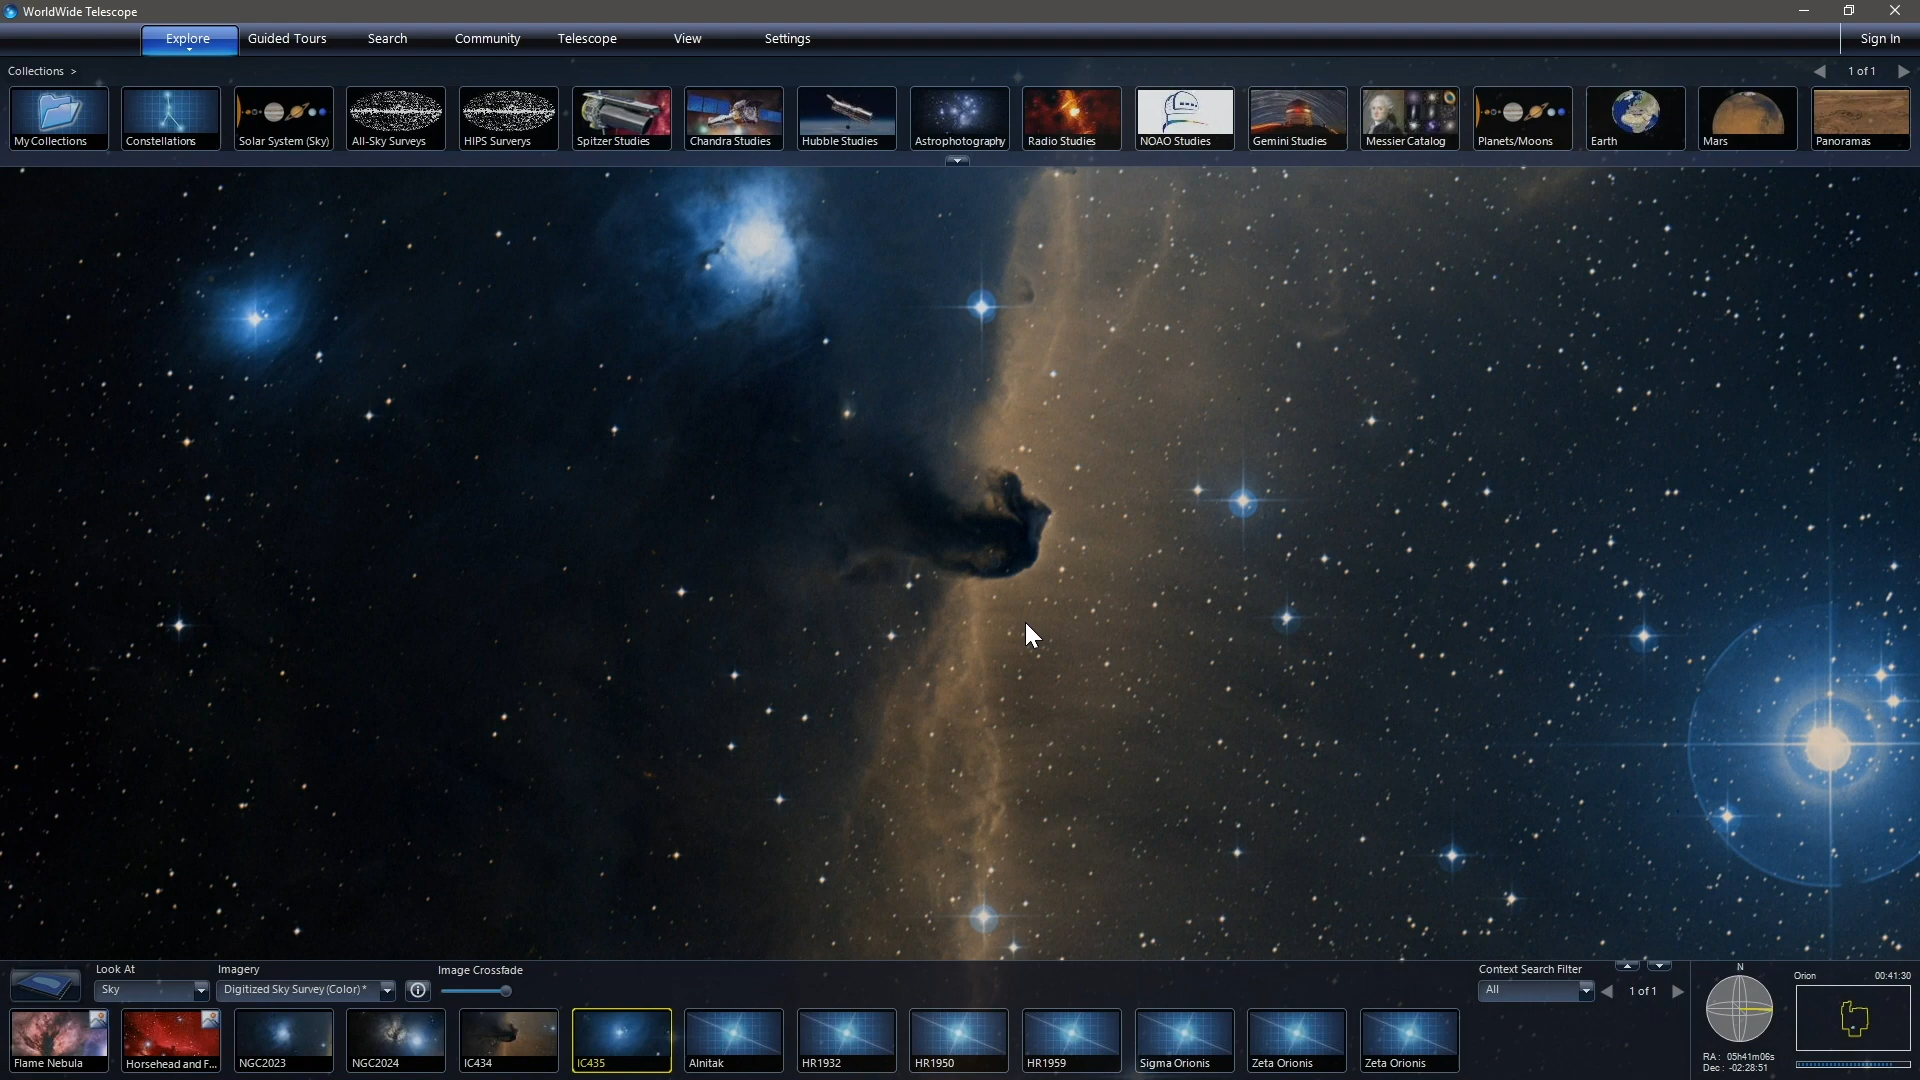 WorldWide Telescope
Explore Guided Tours Search Community Telescope View Settings Sign In
Collections > 1 of 1
My Collections Constellations Solar System (Sky) All-Sky Surveys HIPS Surverys Spitzer Studies Chandra Studies Hubble Studies Astrophotography Radio Studies NOAO Studies Gemini Studies Messier Catalog Planets/Moons Earth Mars Panoramas
Look At Imagery Image Crossfade Context Search Filter
Sky Digitized Sky Survey (Color) * All 1 of 1
N
Orion 00:41:30
Flame Nebula Horsehead and F... NGC2023 NGC2024 IC434 IC435 Alnitak HR1932 HR1950 HR1959 Sigma Orionis Zeta Orionis Zeta Orionis
RA : 05h41m06s
Dec : -02:28:51